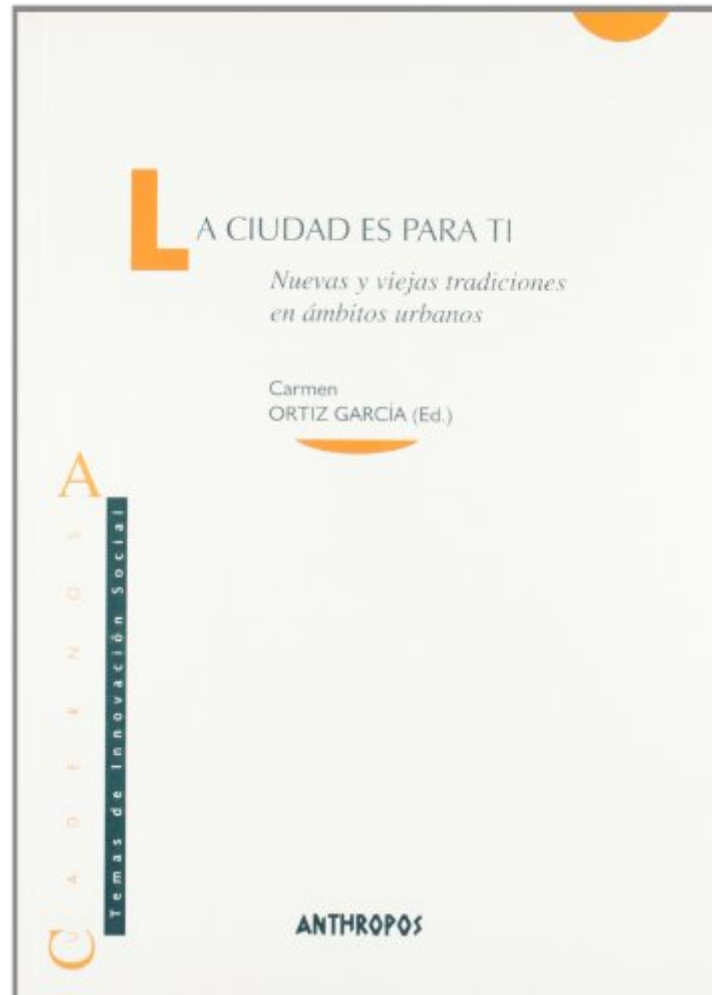 LA CIUDAD ES PARA TI
Nuevas y viejas tradiciones
en ámbitos urbanos
Carmen
ORTIZ GARCÍA (Ed.)
CUADERNOS A
Temas de Innovación Social
ANTHROPOS